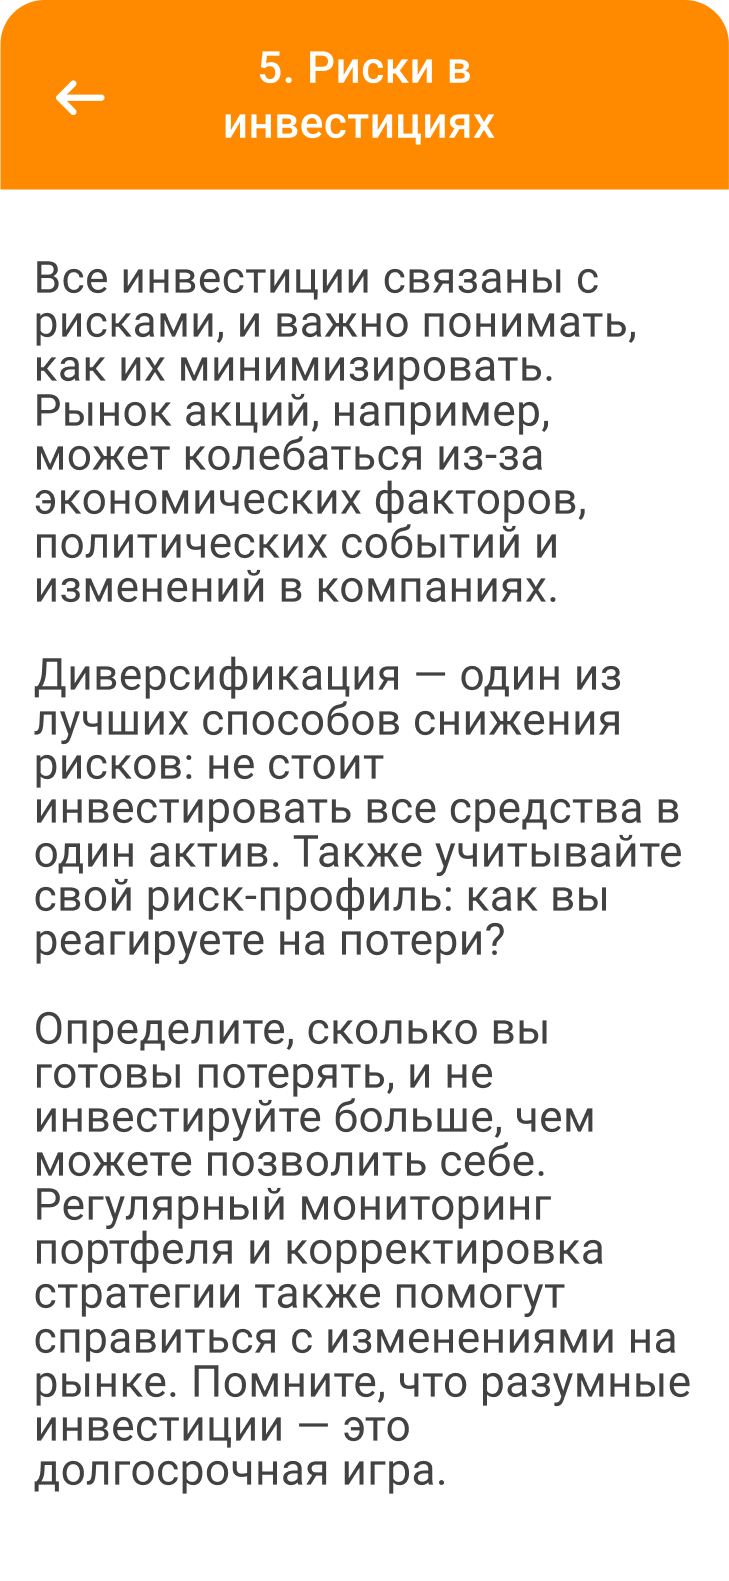 5. Риски в
инвестициях
Все инвестиции связаны с
рисками, и важно понимать,
как их минимизировать.
Рынок акций, например,
может колебаться из-за
экономических факторов,
политических событий и
изменений в компаниях.
Диверсификация — один из
лучших способов снижения
рисков: не стоит
инвестировать все средства в
один актив. Также учитывайте
свой риск-профиль: как вы
реагируете на потери?
Определите, сколько вы
готовы потерять, и не
инвестируйте больше, чем
можете позволить себе.
Регулярный мониторинг
портфеля и корректировка
стратегии также помогут
справиться с изменениями на
рынке. Помните, что разумные
инвестиции — это
долгосрочная игра.